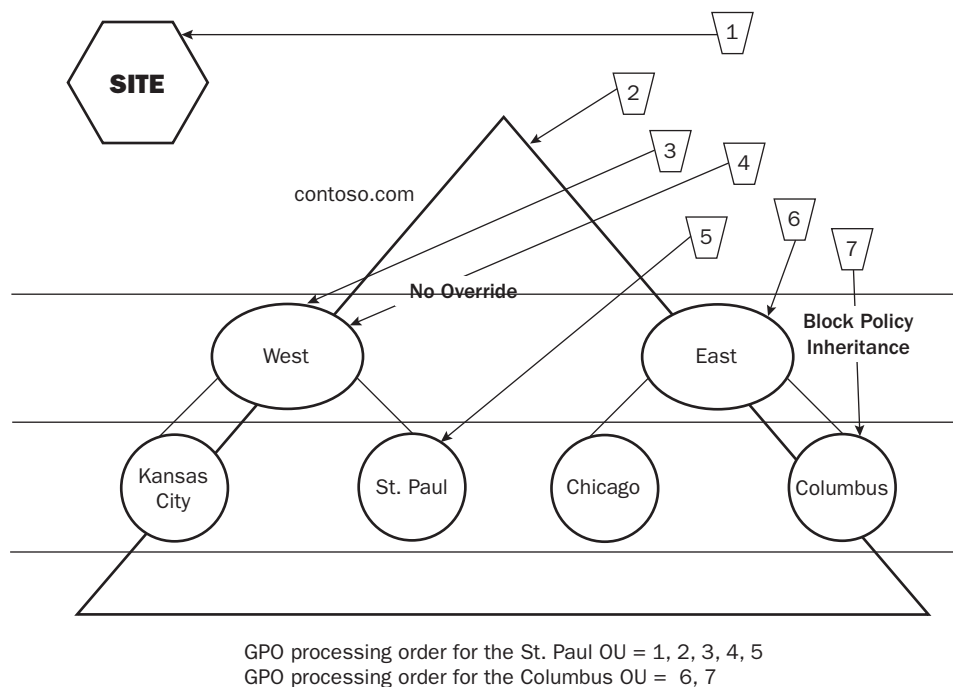 1
SITE
2
3
4
contoso.com
5
6
7
No Override
Block Policy
Inheritance
West
East
Kansas
City
St. Paul
Chicago
Columbus
GPO processing order for the St. Paul OU = 1, 2, 3, 4, 5
GPO processing order for the Columbus OU = 6, 7